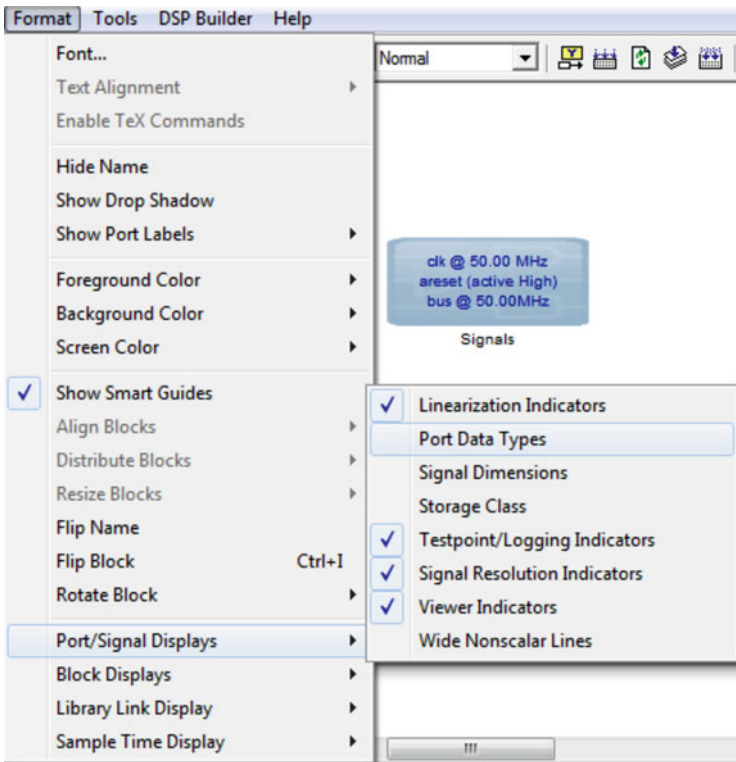 Format Tools DSP Builder Help
Font...
Normal
Text Alignment
Enable TeX Commands
Hide Name
Show Drop Shadow
Show Port Labels
Foreground Color
Background Color
Screen Color
clk @ 50.00 MHz
areset (active High)
bus @ 50.00MHz
Signals
Show Smart Guides
Align Blocks
Distribute Blocks
Resize Blocks
Flip Name
Flip Block Ctrl+I
Rotate Block
Port/Signal Displays
Block Displays
Library Link Display
Sample Time Display
Linearization Indicators
Port Data Types
Signal Dimensions
Storage Class
Testpoint/Logging Indicators
Signal Resolution Indicators
Viewer Indicators
Wide Nonscalar Lines